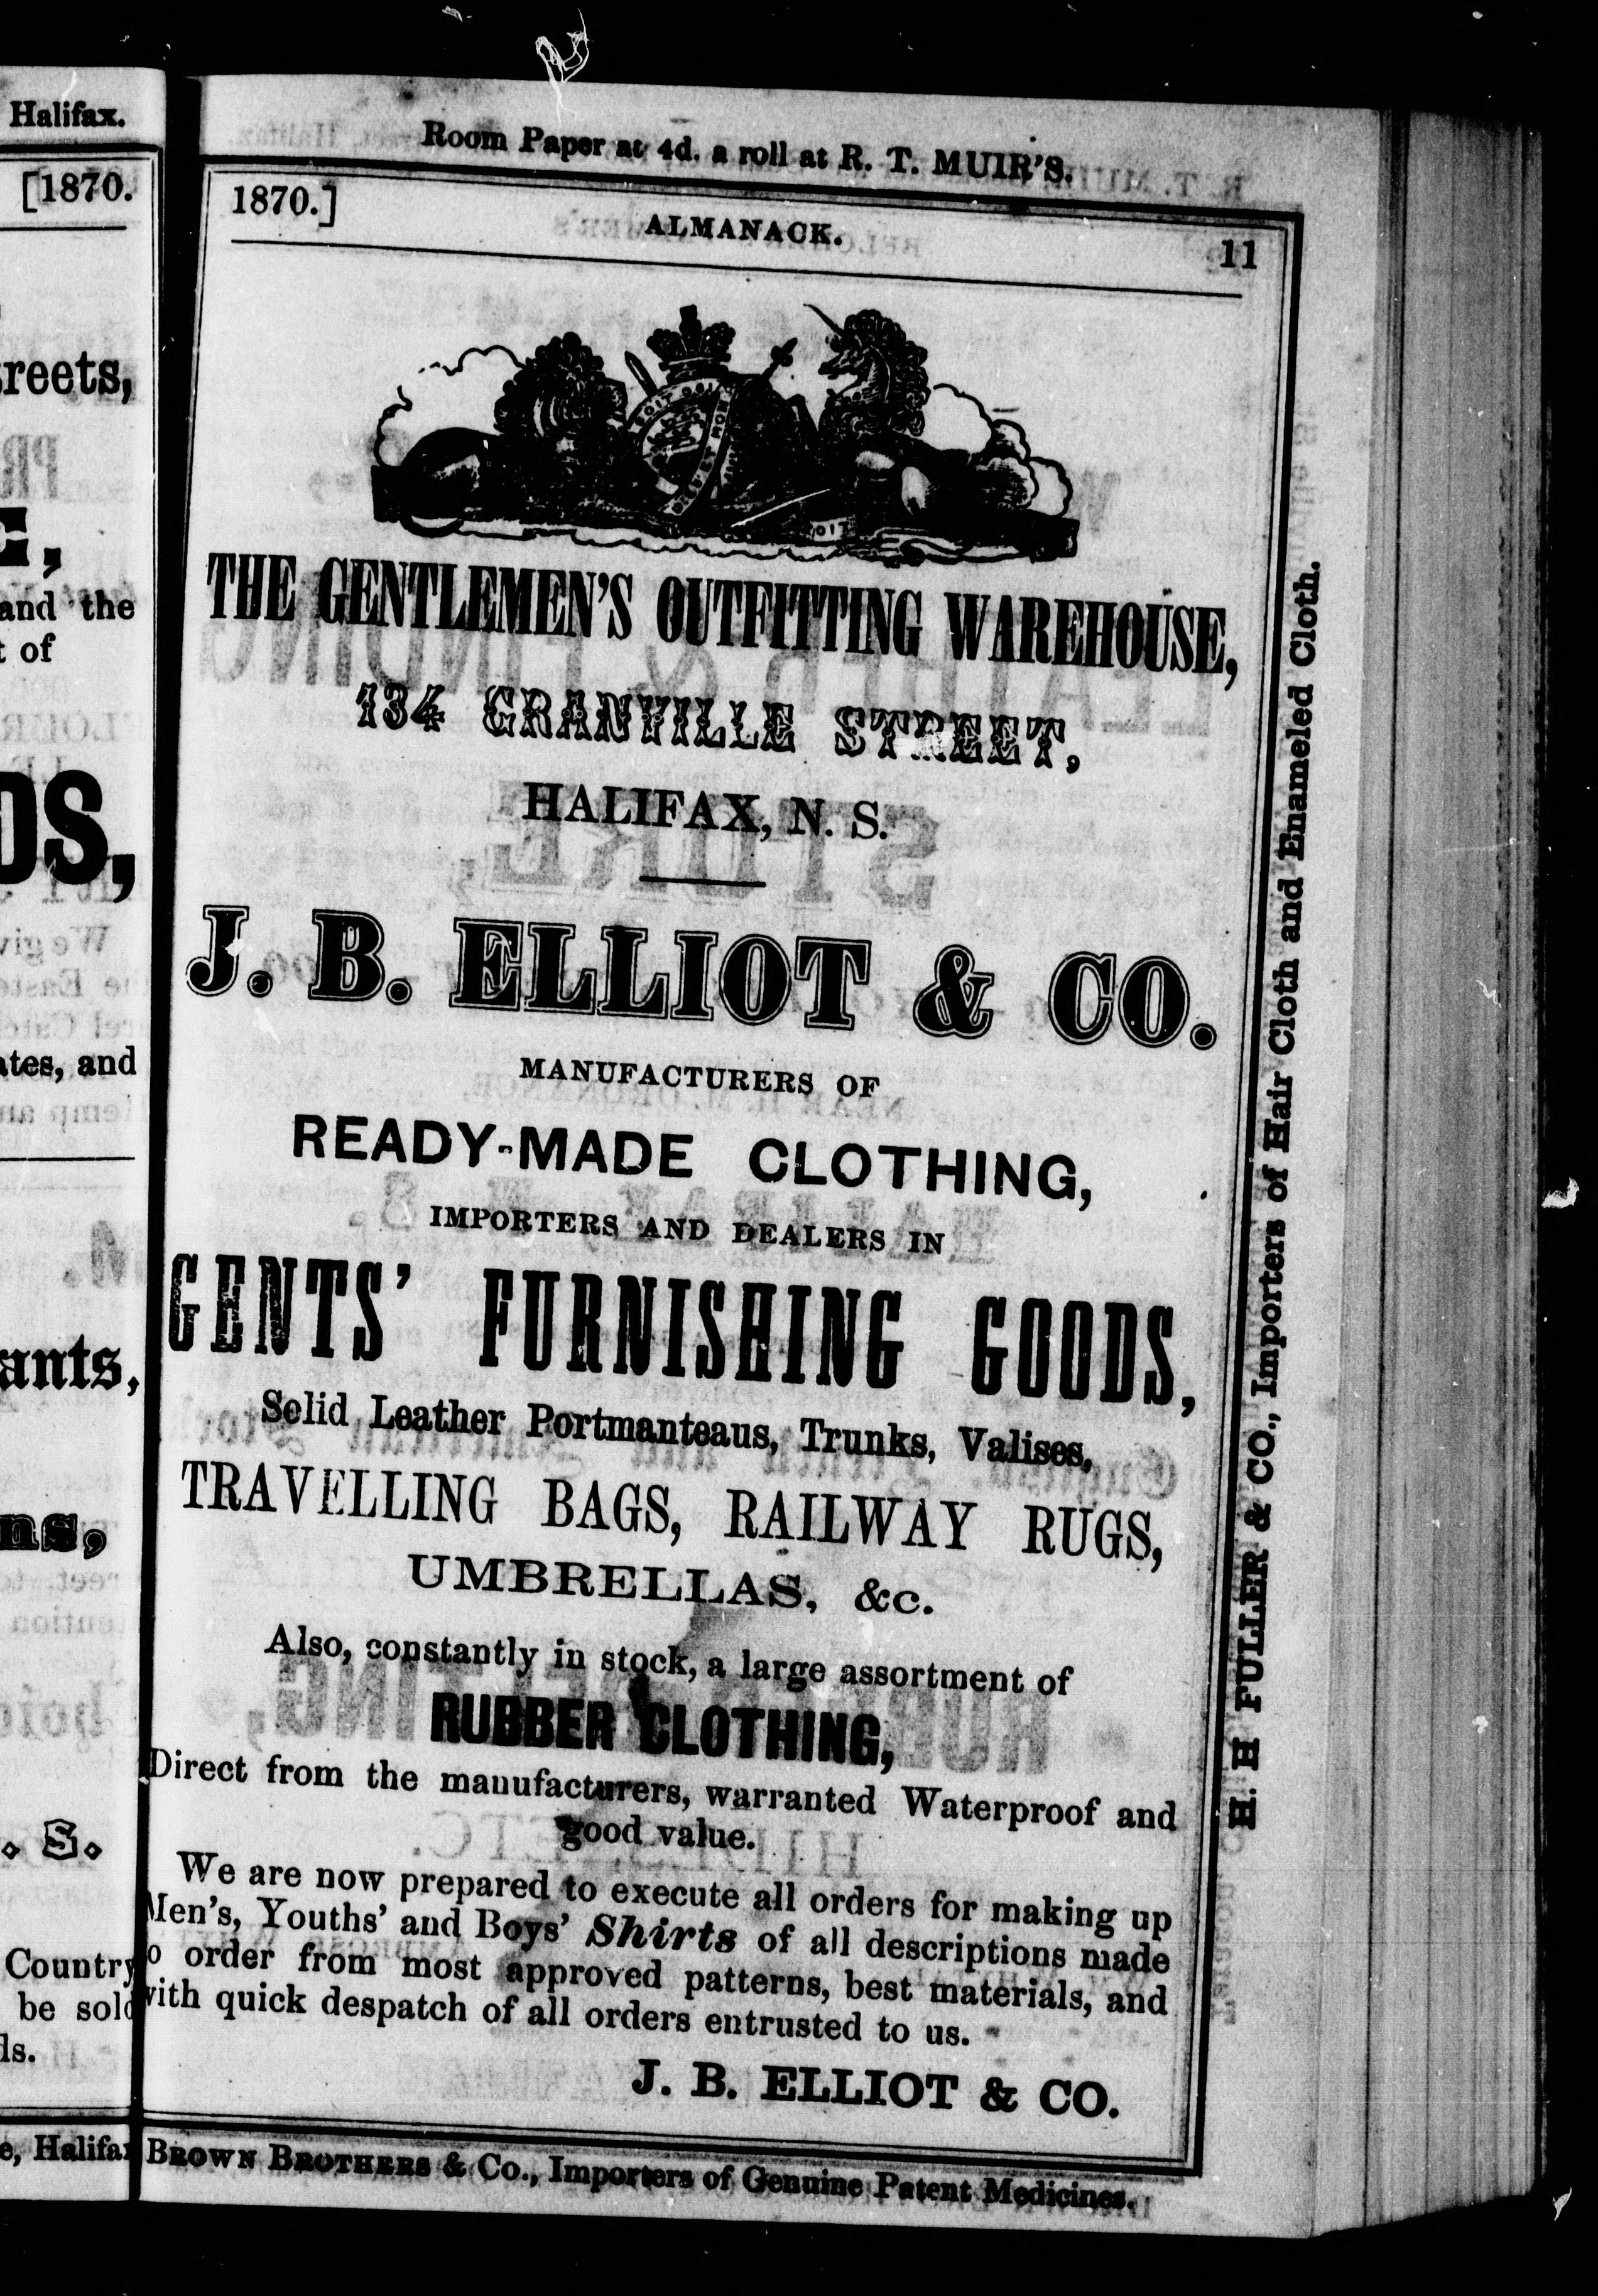 Halifax.
[1870.
reets,
and the
t of
DS,
ates, and
ants,
ns,
. S.
Country
be sold
ls.
e, Halifax
Room Paper at 4d. a roll at R. T. MUIR'S.
1870.]
ALMANACK.
11
THE GENTLEMEN'S OUTFITTING WAREHOUSE,
134 GRANVILLE STREET,
HALIFAX, N. S.
J. B. ELLIOT & CO.
MANUFACTURERS OF
READY-MADE CLOTHING,
IMPORTERS AND DEALERS IN
GENTS' FURNISHING GOODS,
Solid Leather Portmanteaus, Trunks, Valises,
TRAVELLING BAGS, RAILWAY RUGS,
UMBRELLAS, &c.
Also, constantly in stock, a large assortment of
RUBBER CLOTHING,
Direct from the manufacturers, warranted Waterproof and
good value.
We are now prepared to execute all orders for making up
Men's, Youths' and Boys' Shirts of all descriptions made
o order from most approved patterns, best materials, and
with quick despatch of all orders entrusted to us.
J. B. ELLIOT & CO.
BROWN BROTHERS & Co., Importers of Genuine Patent Medicines.
H. H FULLER & CO., Importers of Hair Cloth and Enameled Cloth.